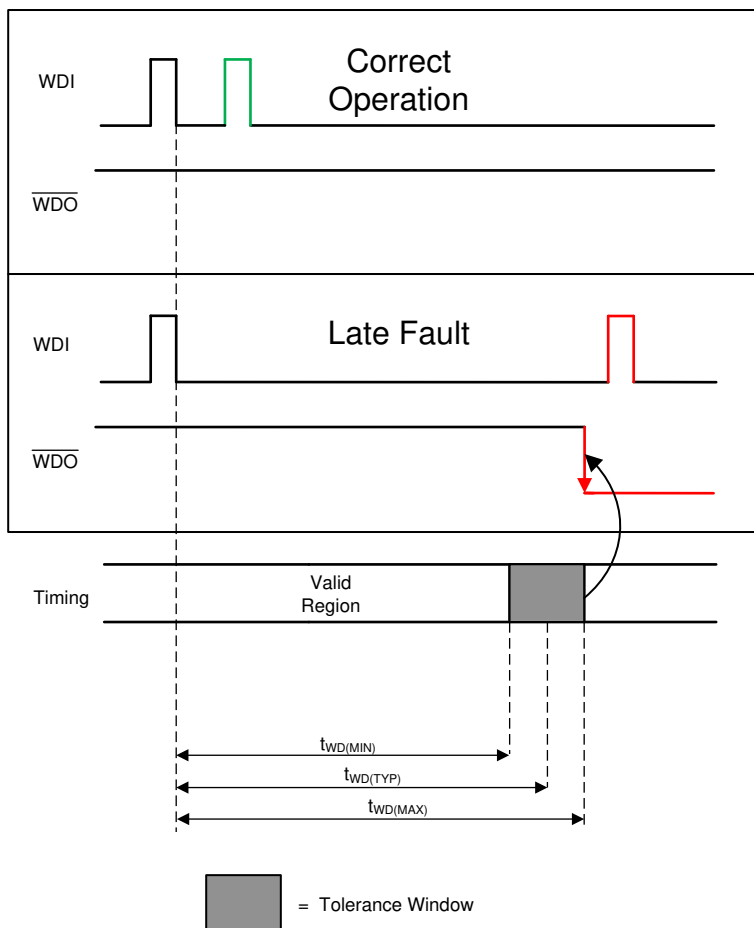 WDI
Correct
Operation
WDO
WDI
Late Fault
WDO
Timing
Valid
Region
tWD(MIN)
tWD(TYP)
tWD(MAX)
= Tolerance Window